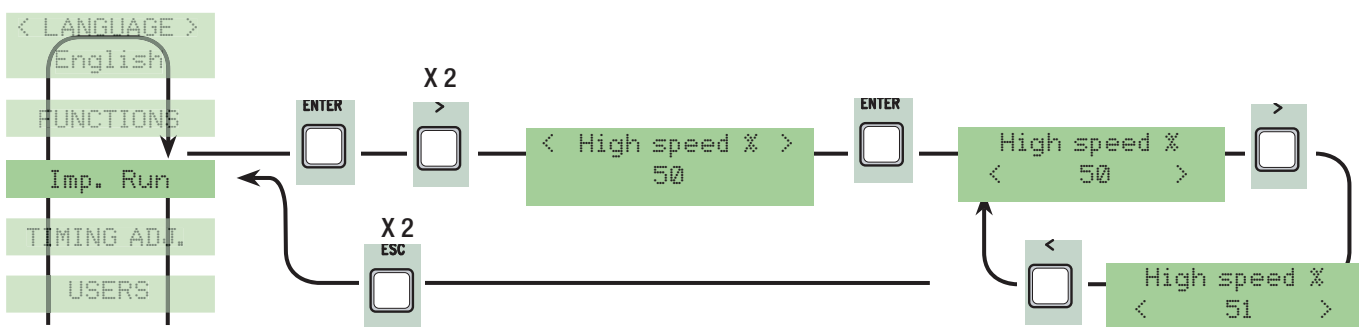 < LANGUAGE >
English
FUNCTIONS
Imp. Run
TIMING ADJ.
USERS
ENTER
X 2
>
< High speed % >
50
ENTER
High speed %
< 50 >
>
X 2
ESC
<
High speed %
< 51 >